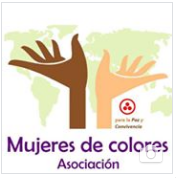 para la Paz y
Convivencia
Mujeres de colores
Asociación